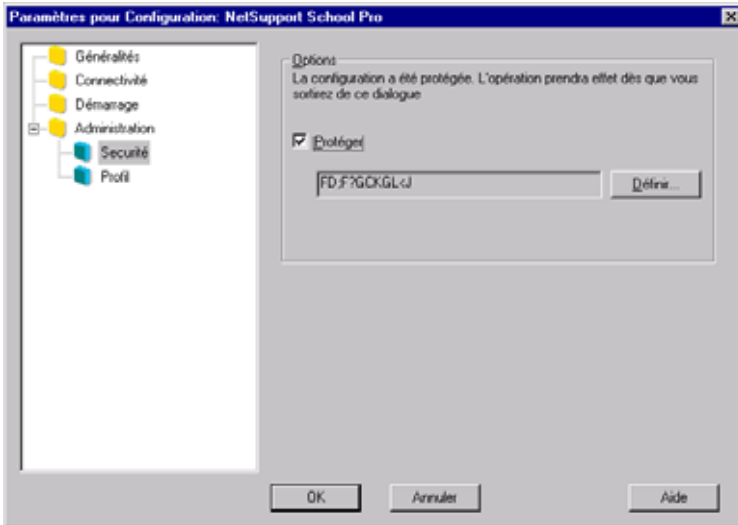 Paramètres pour Configuration: NetSupport School Pro
Généralités
Connectivité
Démarrage
Administration
Securité
Profil
Options
La configuration a été protégée. L'opération prendra effet dès que vous
sortirez de ce dialogue
Protéger
FD;F?GCKGL<J
Définir...
OK
Annuler
Aide